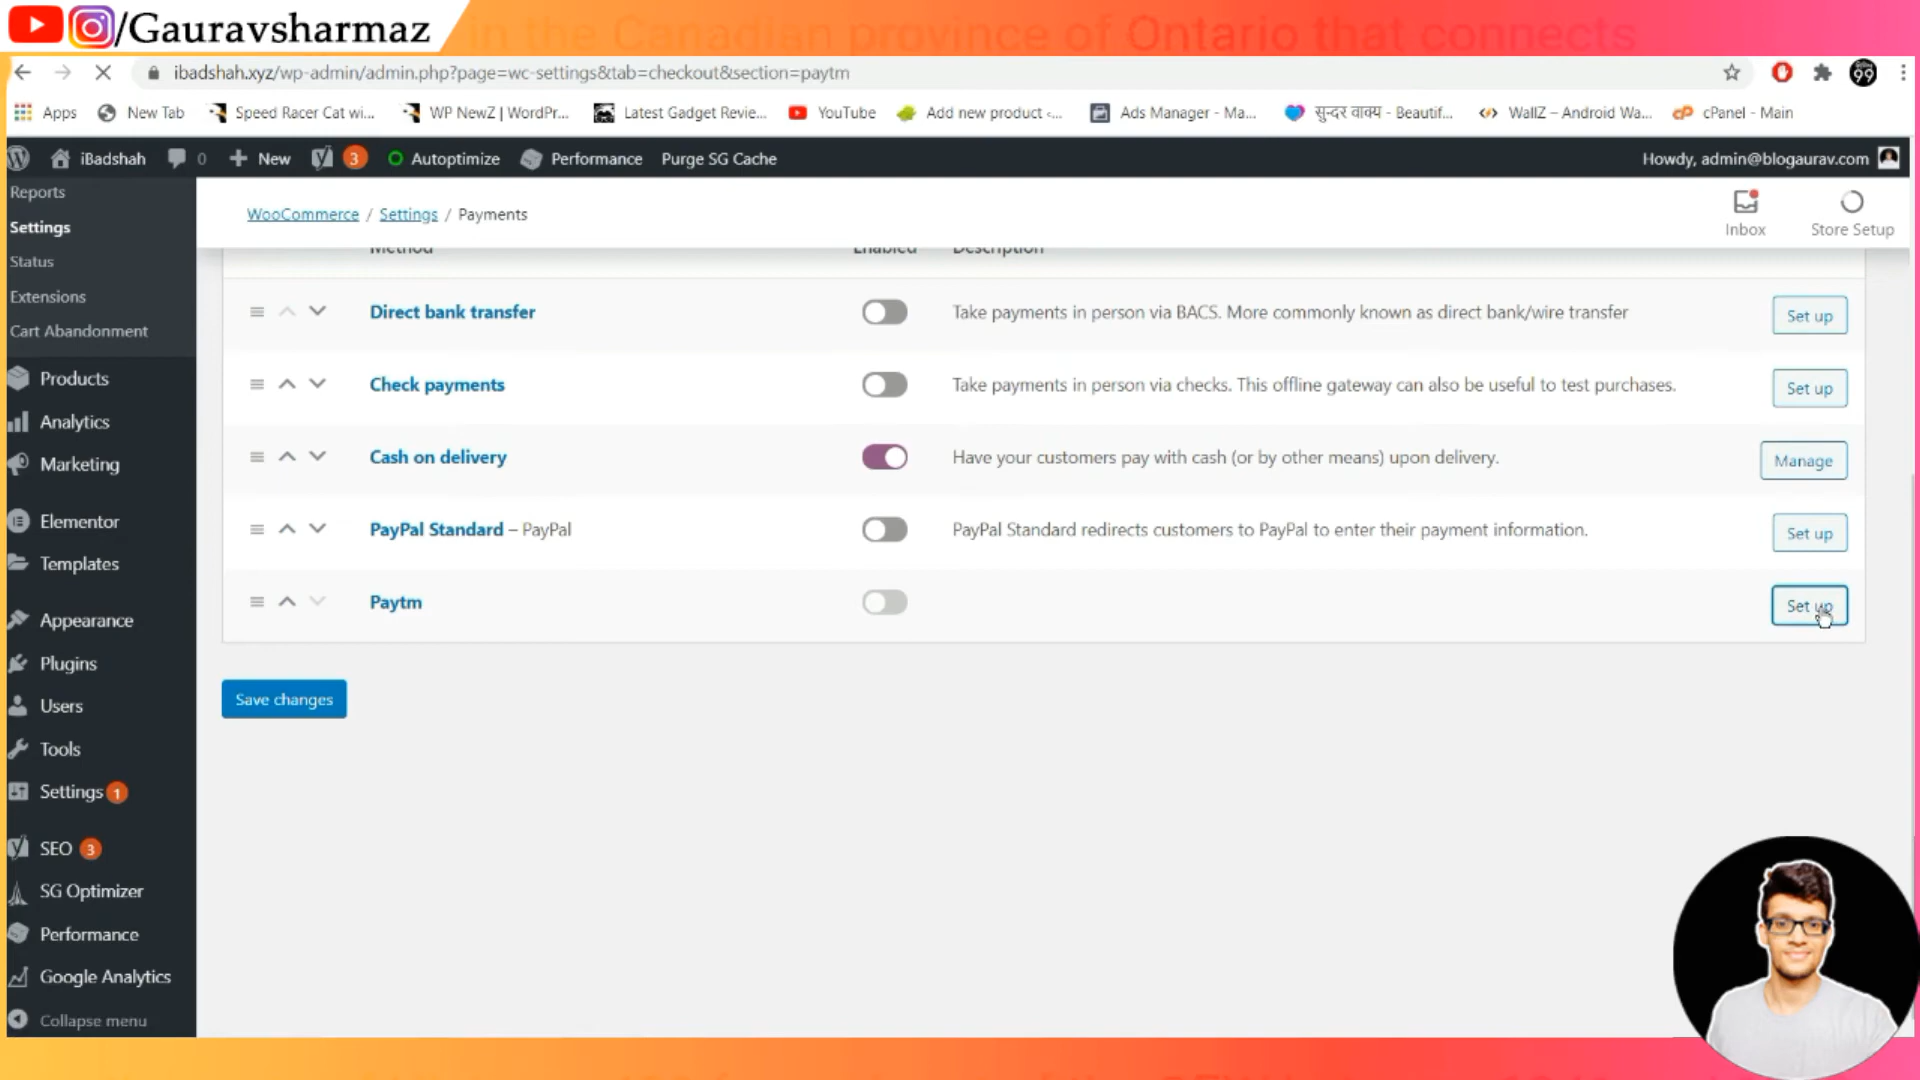 /Gauravsharmaz
in the Canadian province of Ontario that connects
ibadshah.xyz/wp-admin/admin.php?page=wc-settings&tab=checkout&section=paytm
Apps New Tab Speed Racer Cat wi... WP NewZ | WordPr... Latest Gadget Revie... YouTube Add new product ‹... Ads Manager - Ma... सुन्दर वाक्य - Beautif... WallZ – Android Wa... cPanel - Main
iBadshah 0 New 3 Autoptimize Performance Purge SG Cache Howdy, admin@blogaurav.com
Reports
Settings
Status
Extensions
Cart Abandonment
Products
Analytics
Marketing
Elementor
Templates
Appearance
Plugins
Users
Tools
Settings 1
SEO 3
SG Optimizer
Performance
Google Analytics
Collapse menu
WooCommerce / Settings / Payments
Inbox
Store Setup
Method Enabled Description
Direct bank transfer Take payments in person via BACS. More commonly known as direct bank/wire transfer Set up
Check payments Take payments in person via checks. This offline gateway can also be useful to test purchases. Set up
Cash on delivery Have your customers pay with cash (or by other means) upon delivery. Manage
PayPal Standard – PayPal PayPal Standard redirects customers to PayPal to enter their payment information. Set up
Paytm Set up
Save changes